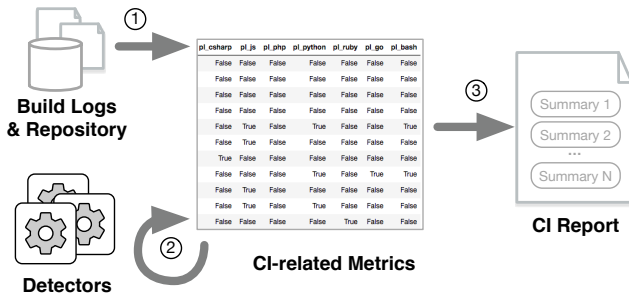 ①
pl_csharp pl_js pl_php pl_python pl_ruby pl_go pl_bash
False False False False False False False
False False False False False False False
False False False False False False False
False False False False False False False
False True False True False False True
False True False False False False False
True False False False False False False
False False False True False True True
False True False False False False False
False True False False False False False
False False False False True False False
Build Logs
& Repository
③
Summary 1
Summary 2
...
Summary N
CI Report
②
Detectors
CI-related Metrics